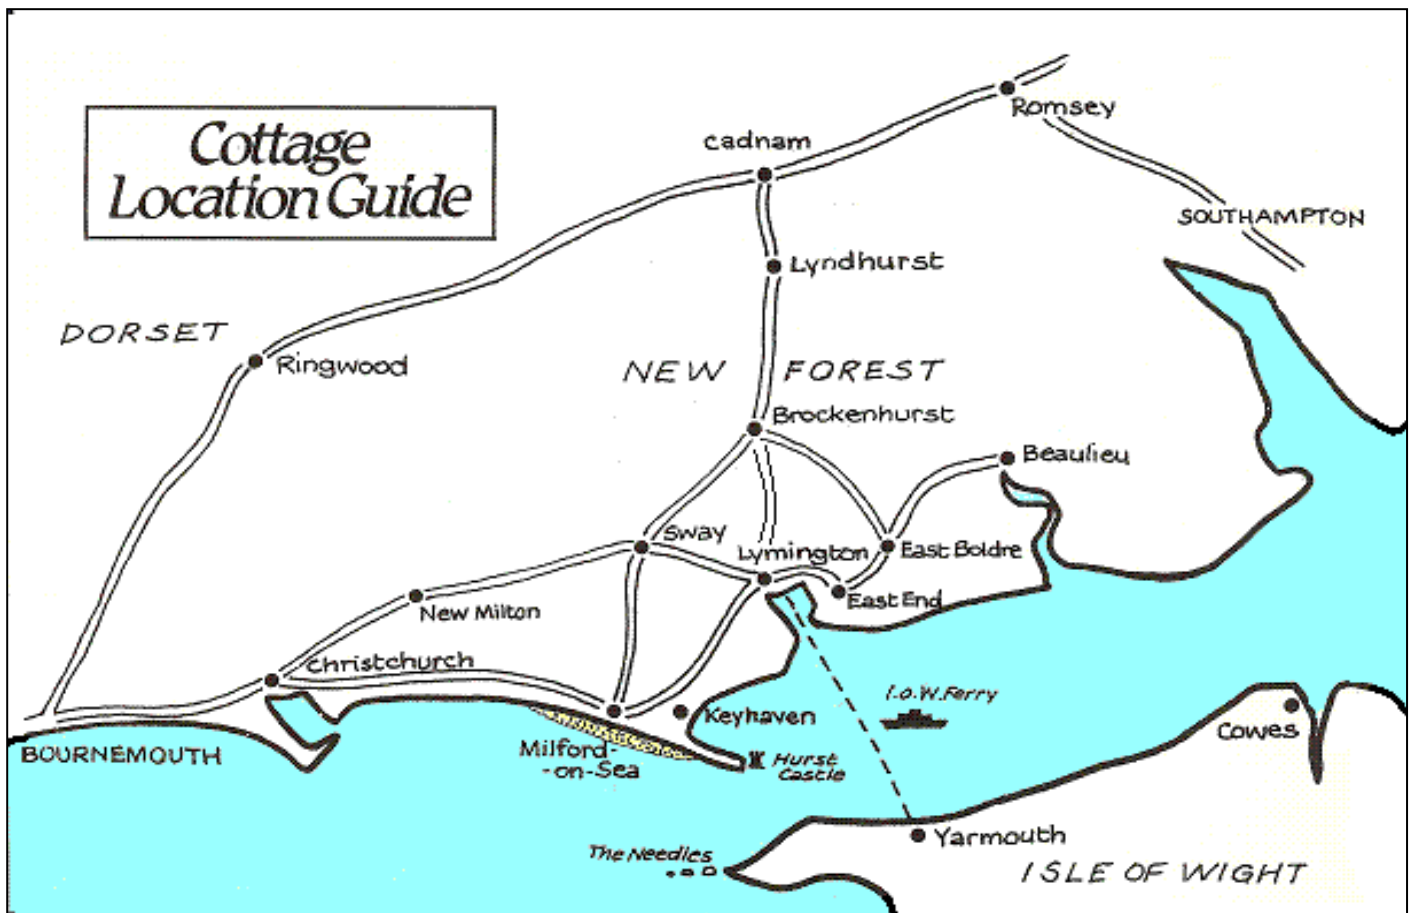 Cottage
Location Guide
Romsey
Cadnam
SOUTHAMPTON
Lyndhurst
DORSET
Ringwood
NEW FOREST
Brockenhurst
Beaulieu
Sway
Lymington
East Boldre
East End
New Milton
Christchurch
I.o.W. Ferry
Keyhaven
Cowes
BOURNEMOUTH
Milford-
-on-Sea
Hurst
Castle
Yarmouth
The Needles
ISLE OF WIGHT